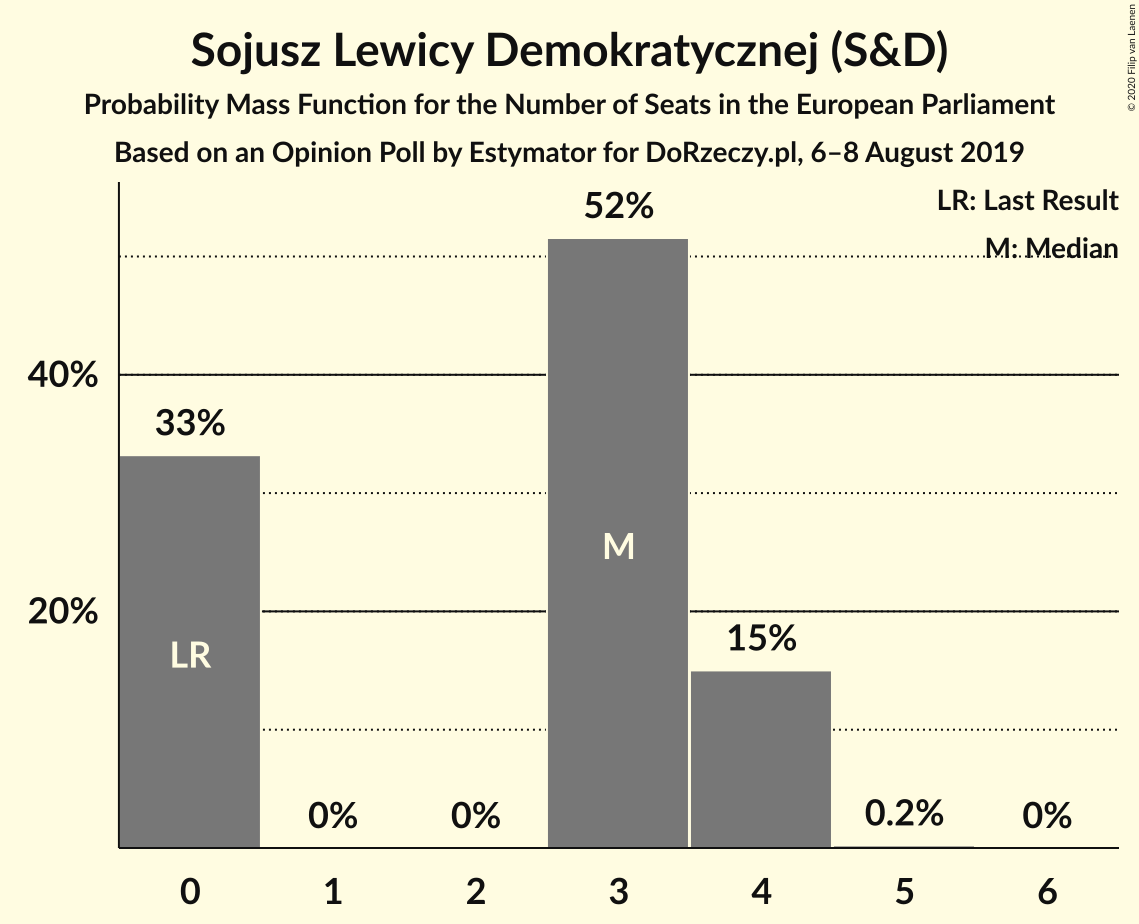 Sojusz Lewicy Demokratycznej (S&D)
Probability Mass Function for the Number of Seats in the European Parliament
Based on an Opinion Poll by Estymator for DoRzeczy.pl, 6–8 August 2019
© 2020 Filip van Laenen
LR: Last Result
M: Median
52%
40%
33%
M
20%
15%
LR
0%
0%
0.2%
0%
0
1
2
3
4
5
6